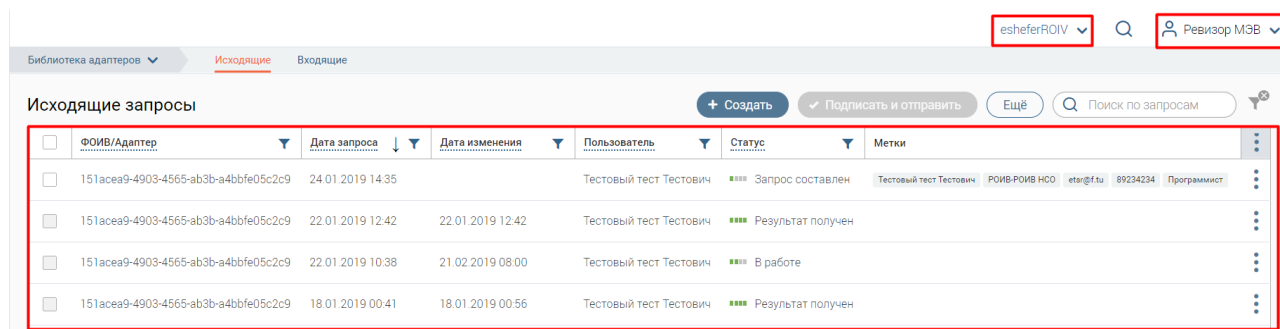 esheferROIV Ревизор МЭВ
Библиотека адаптеров Исходящие Входящие
Исходящие запросы + Создать Подписать и отправить Ещё Поиск по запросам
ФОИВ/Адаптер Дата запроса ↓ Дата изменения Пользователь Статус Метки
151acea9-4903-4565-ab3b-a4bbfe05c2c9 24.01.2019 14:35 Тестовый тест Тестович Запрос составлен Тестовый тест Тестович РОИВ-РОИВ НСО etsr@f.tu 89234234 Программист
151acea9-4903-4565-ab3b-a4bbfe05c2c9 22.01.2019 12:42 22.01.2019 12:42 Тестовый тест Тестович Результат получен
151acea9-4903-4565-ab3b-a4bbfe05c2c9 22.01.2019 10:38 21.02.2019 08:00 Тестовый тест Тестович В работе
151acea9-4903-4565-ab3b-a4bbfe05c2c9 18.01.2019 00:41 18.01.2019 00:56 Тестовый тест Тестович Результат получен